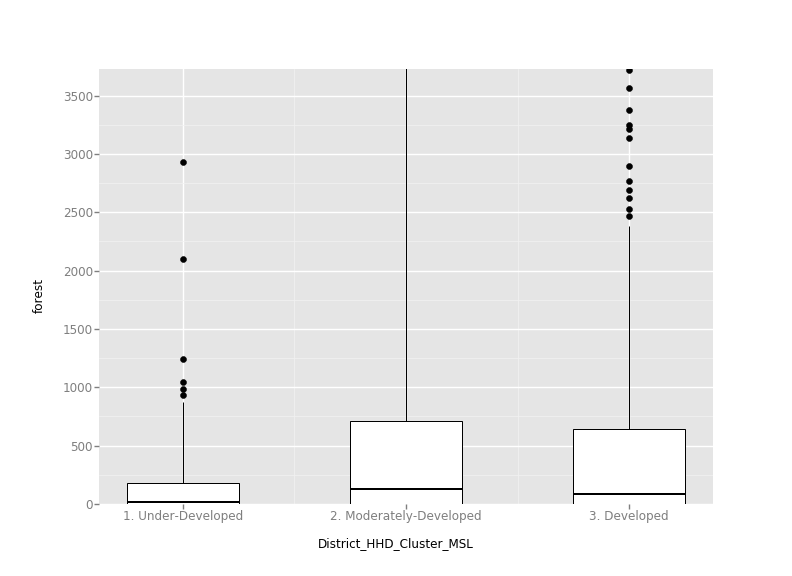 3500
3000
2500
2000
1500
1000
500
0
forest
1. Under-Developed
2. Moderately-Developed
3. Developed
District_HHD_Cluster_MSL